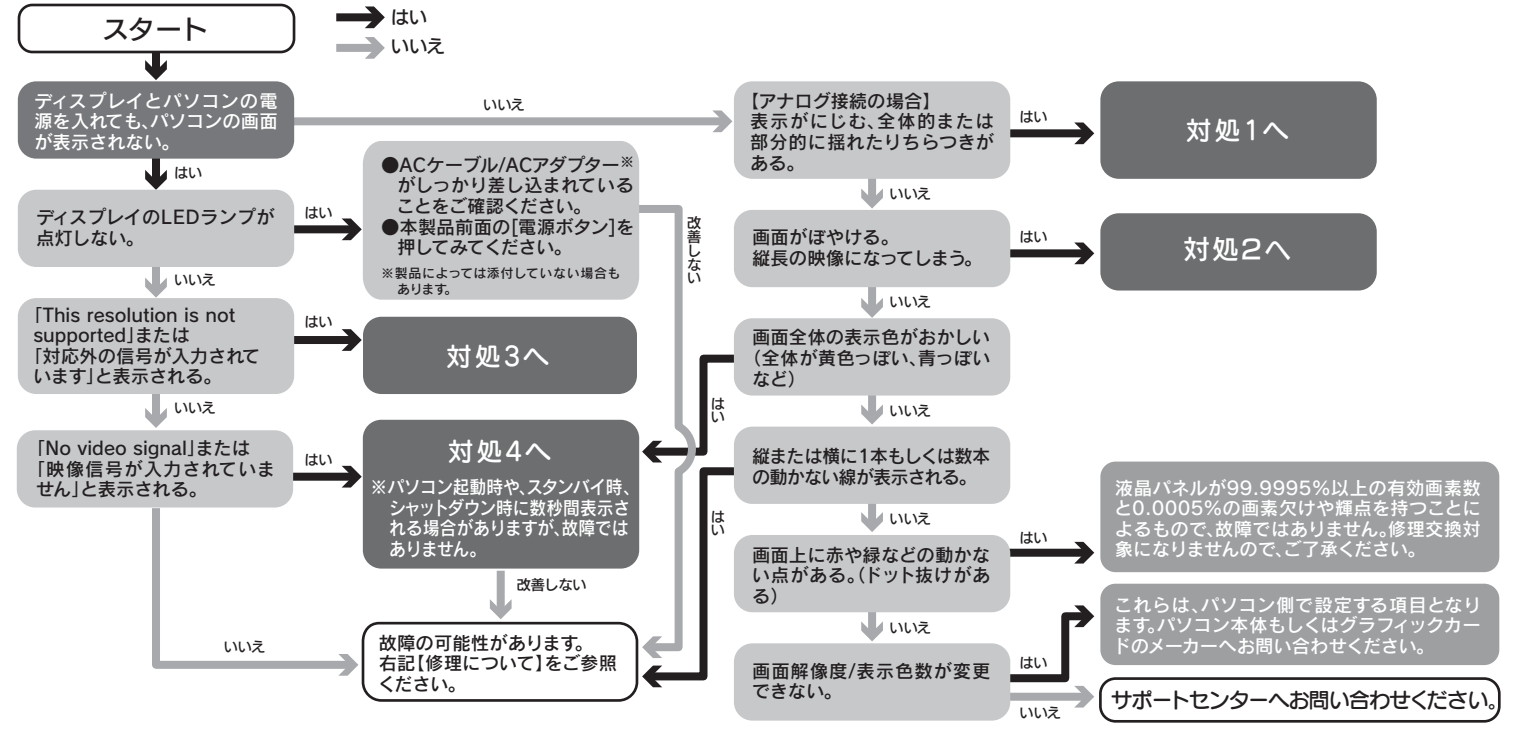 スタート
はい
いいえ
ディスプレイとパソコンの電
源を入れても、パソコンの画面
が表示されない。
いいえ
はい
ディスプレイのLEDランプが
点灯しない。
はい
●ACケーブル/ACアダプター※
がしっかり差し込まれている
ことをご確認ください。
●本製品前面の[電源ボタン]を
押してみてください。
※製品によっては添付していない場合も
あります。
改善しない
いいえ
「This resolution is not
supported」または
「対応外の信号が入力されて
います」と表示される。
はい
対処3へ
いいえ
「No video signal」または
「映像信号が入力されていま
せん」と表示される。
はい
対処4へ
※パソコン起動時や、スタンバイ時、
シャットダウン時に数秒間表示さ
れる場合がありますが、故障では
ありません。
改善しない
いいえ
故障の可能性があります。
右記【修理について】をご参照
ください。
【アナログ接続の場合】
表示がにじむ、全体的または
部分的に揺れたりちらつきが
ある。
はい
対処1へ
いいえ
画面がぼやける。
縦長の映像になってしまう。
はい
対処2へ
いいえ
画面全体の表示色がおかしい
(全体が黄色っぽい、青っぽい
など)
はい
いいえ
縦または横に1本もしくは数本
の動かない線が表示される。
はい
いいえ
画面上に赤や緑などの動かな
い点がある。(ドット抜けがあ
る)
はい
液晶パネルが99.9995%以上の有効画素数
と0.0005%の画素欠けや輝点を持つことに
よるもので、故障ではありません。修理交換対
象になりませんので、ご了承ください。
いいえ
画面解像度/表示色数が変更
できない。
はい
これらは、パソコン側で設定する項目となり
ます。パソコン本体もしくはグラフィックカー
ドのメーカーへお問い合わせください。
いいえ
サポートセンターへお問い合わせください。